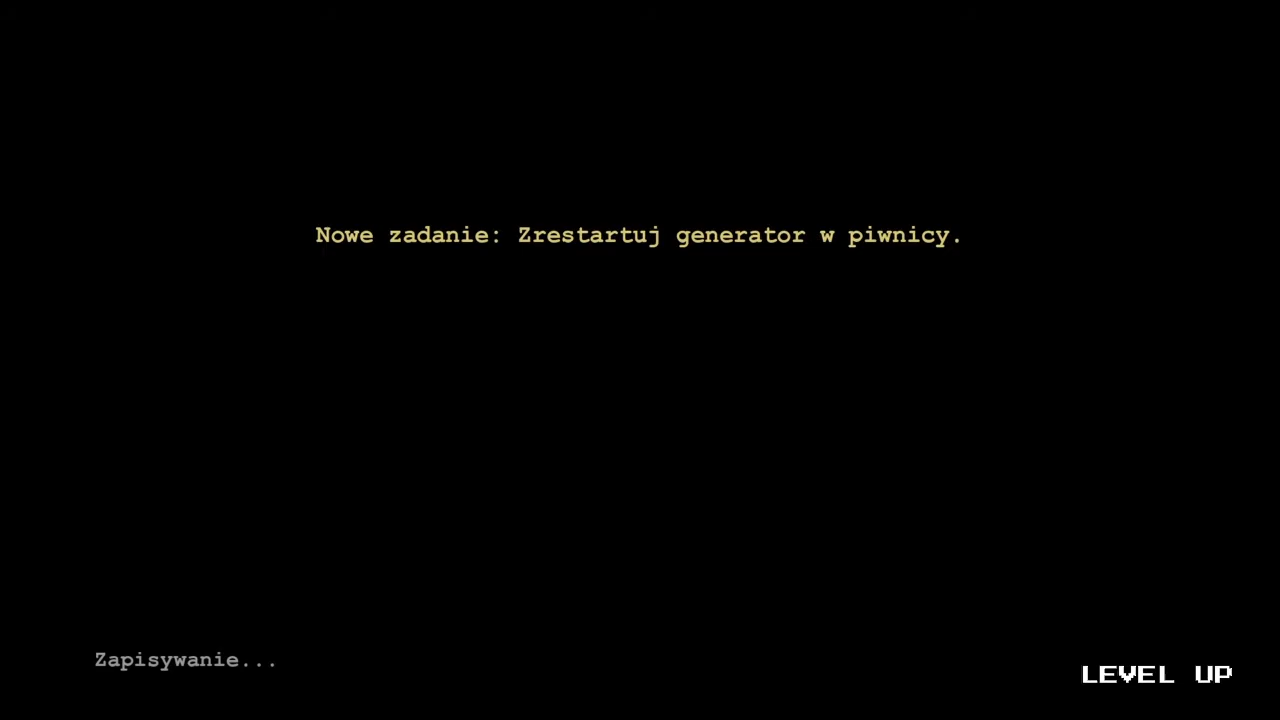 Nowe zadanie: Zrestartuj generator w piwnicy.
Zapisywanie...
LEVEL UP